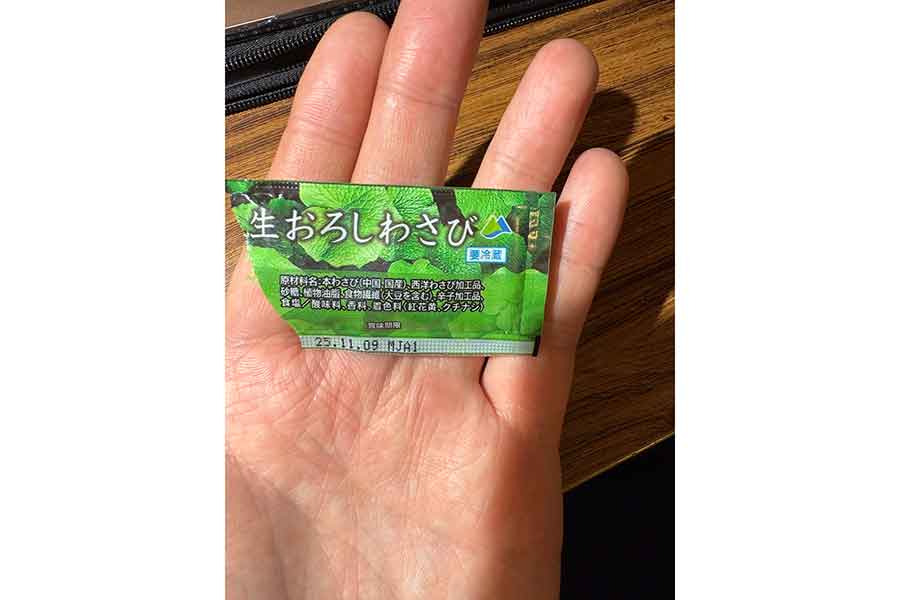 生おろしわさび
要冷蔵
原材料名:本わさび(中国、国産)、西洋わさび加工品、
砂糖、植物油脂、食物繊維(大豆を含む)、辛子加工品、
食塩/酸味料、香料、着色料(紅花黄、クチナシ)
賞味期限
25.11.09 MJA1